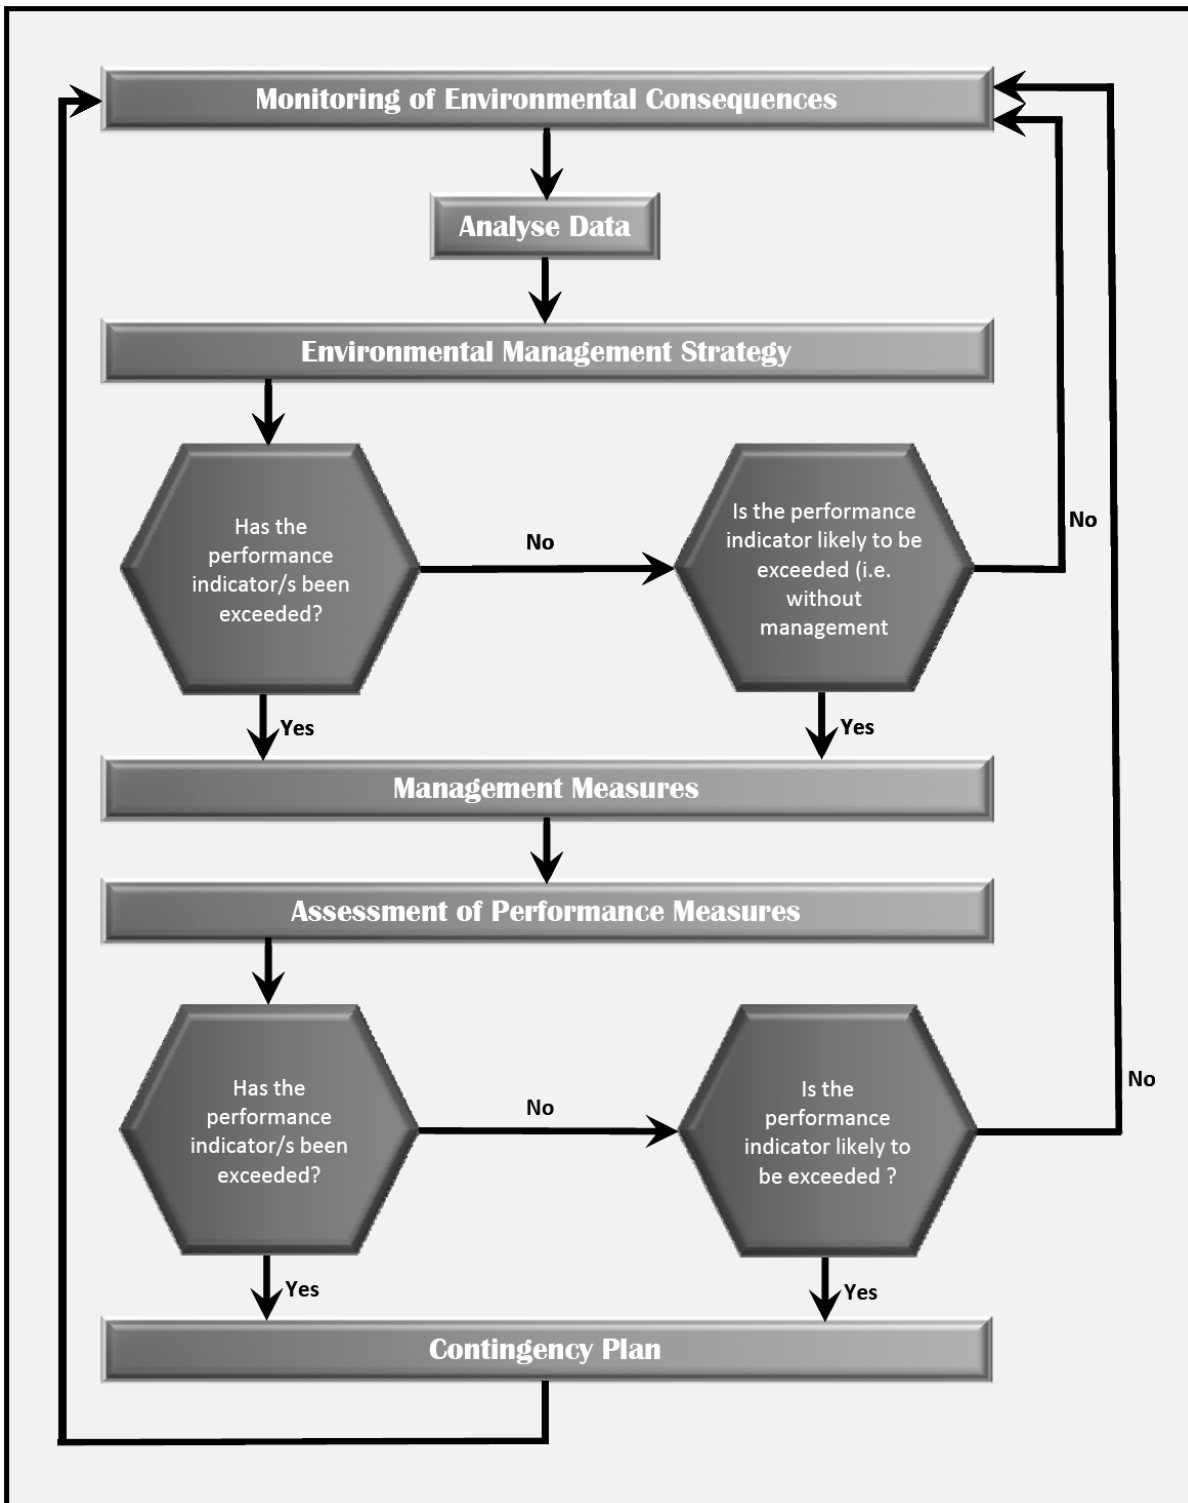 Monitoring of Environmental Consequences
Analyse Data
Environmental Management Strategy
Has the
performance
indicator/s been
exceeded?
No
Is the performance
indicator likely to be
exceeded (i.e.
without
management
No
Yes
Yes
Management Measures
Assessment of Performance Measures
Has the
performance
indicator/s been
exceeded?
No
Is the
performance
indicator likely to
be exceeded ?
No
Yes
Yes
Contingency Plan